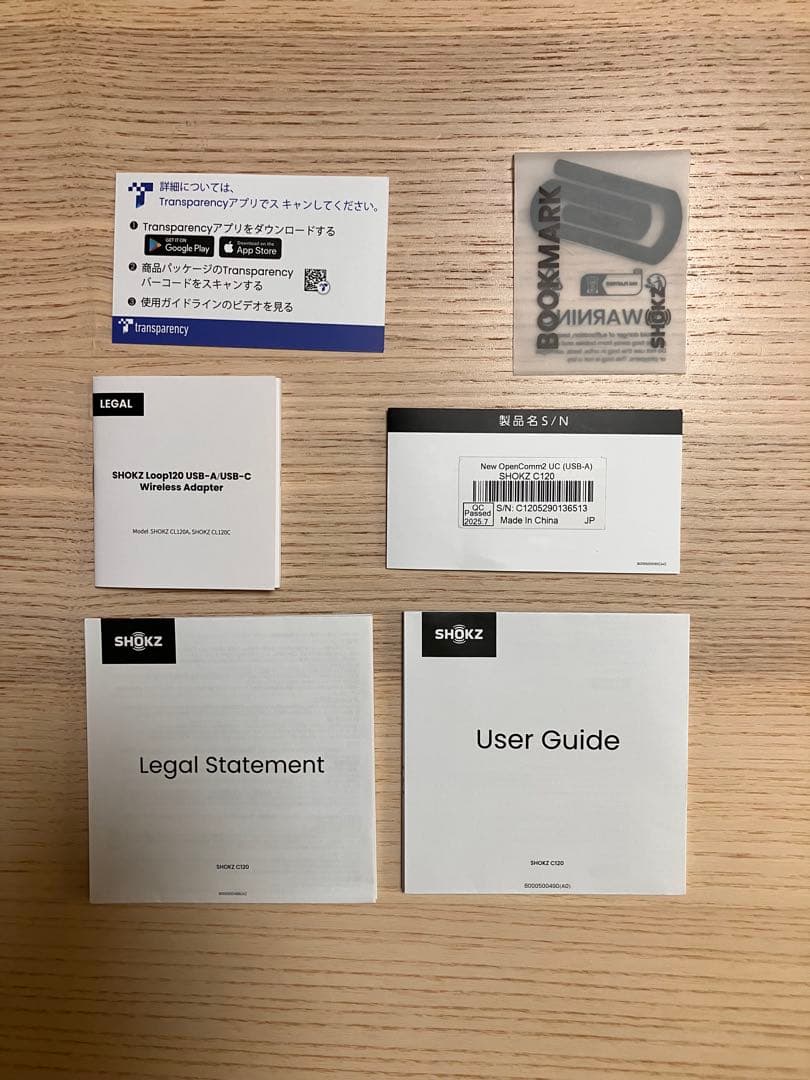 詳細については、
Transparencyアプリでス キャンしてください。
❶ Transparencyアプリをダウンロードする
GET IT ON
Google Play
Download on the
App Store
❷ 商品パッケージのTransparency
バーコードをスキャンする
❸ 使用ガイドラインのビデオを見る
transparency
BOOKMARK
SHOKZ
WARNING
LEGAL
SHOKZ Loop120 USB-A/USB-C
Wireless Adapter
Model: SHOKZ CL120A, SHOKZ CL120C
製品名S/N
New OpenComm2 UC (USB-A)
SHOKZ C120
QC
Passed
2025.7
S/N: C1205290136513
Made In China
JP
SHOKZ
Legal Statement
SHOKZ C120
SHOKZ
User Guide
SHOKZ C120